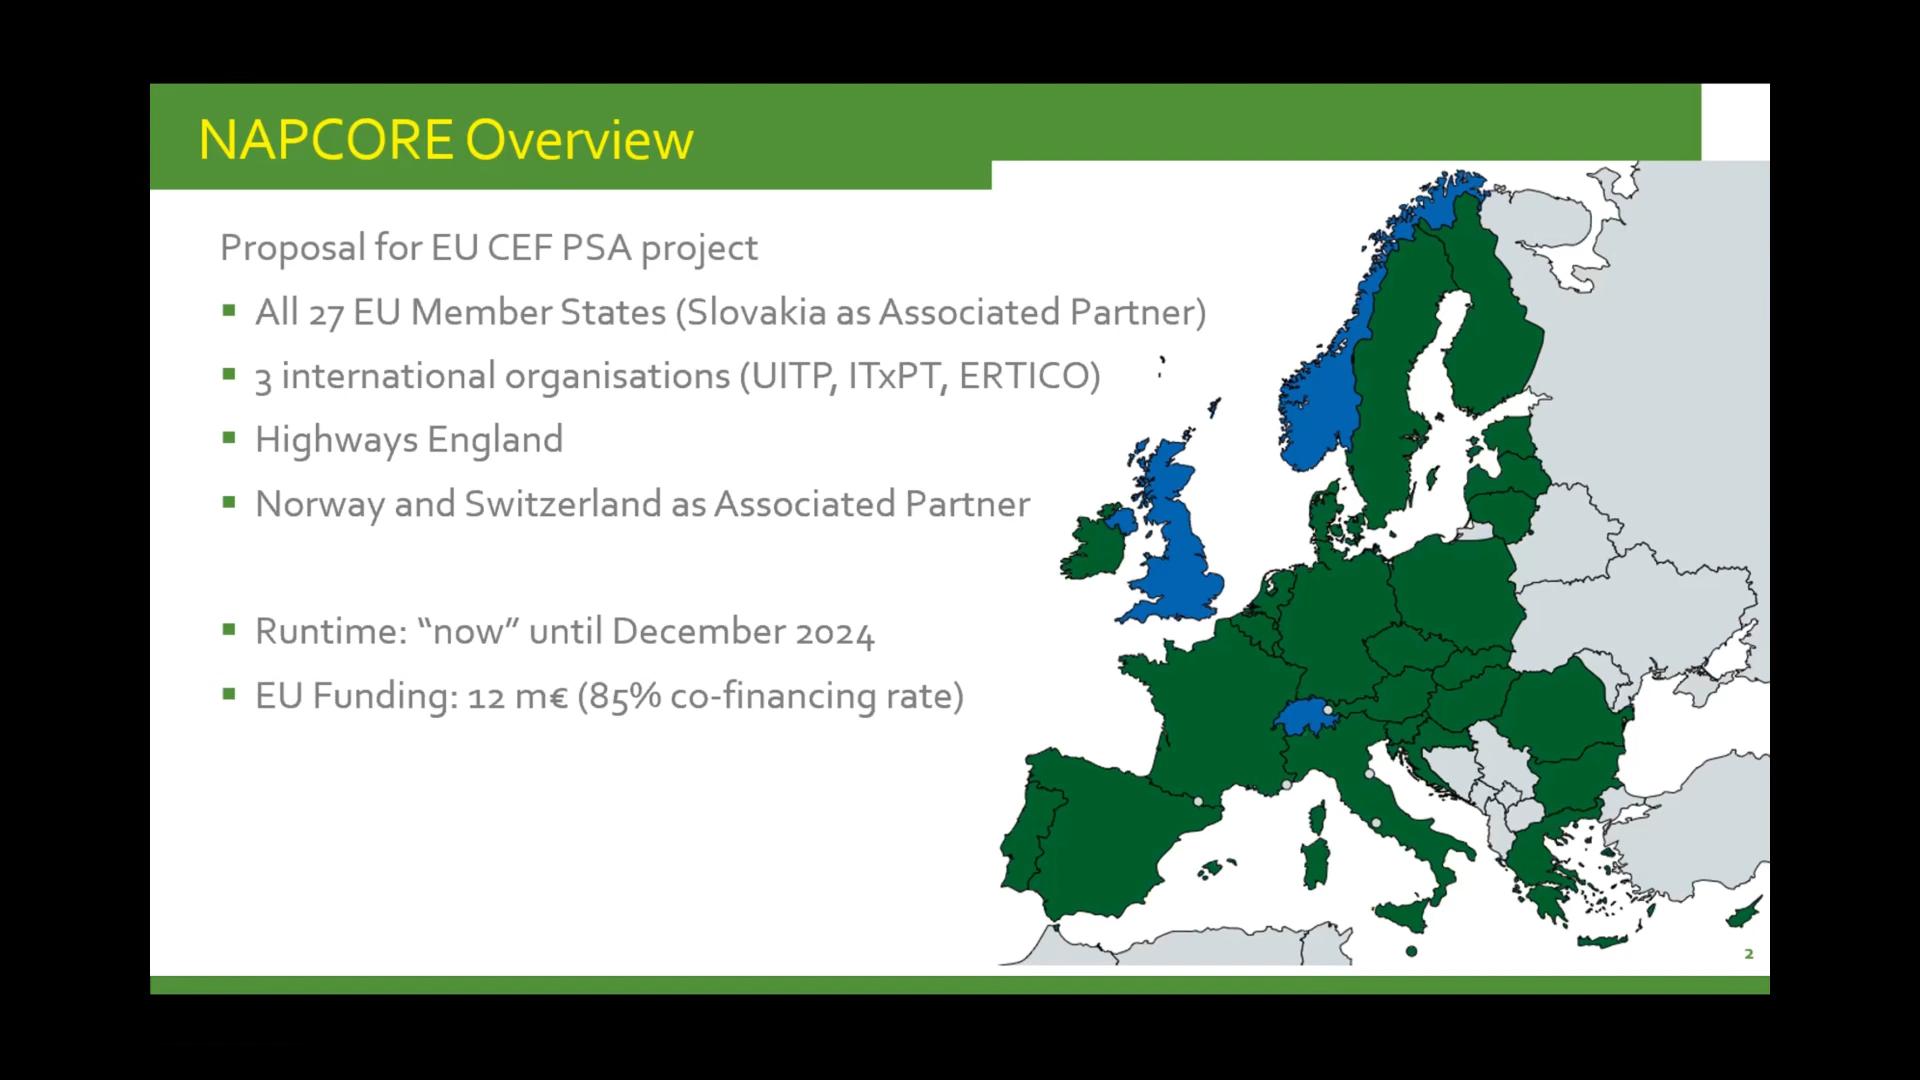 NAPCORE Overview
Proposal for EU CEF PSA project
▪ All 27 EU Member States (Slovakia as Associated Partner)
▪ 3 international organisations (UITP, ITxPT, ERTICO)
▪ Highways England
▪ Norway and Switzerland as Associated Partner
▪ Runtime: “now” until December 2024
▪ EU Funding: 12 m€ (85% co-financing rate)
2